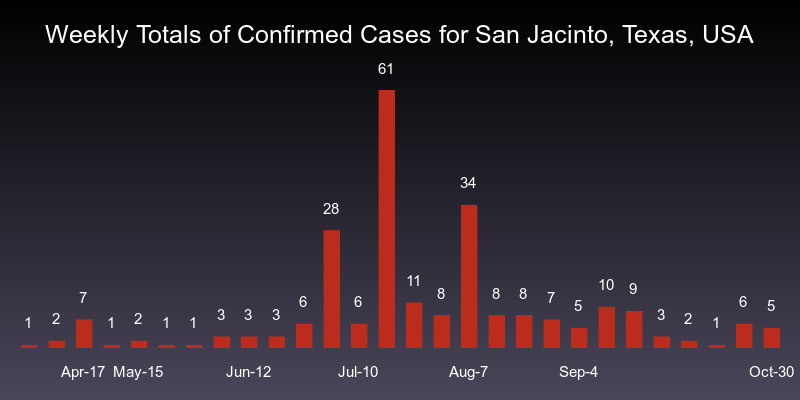 Weekly Totals of Confirmed Cases for San Jacinto, Texas, USA
1 2 7 1 2 1 1 3 3 3 6 28 6 61 11 8 34 8 8 7 5 10 9 3 2 1 6 5
Apr-17 May-15 Jun-12 Jul-10 Aug-7 Sep-4 Oct-30